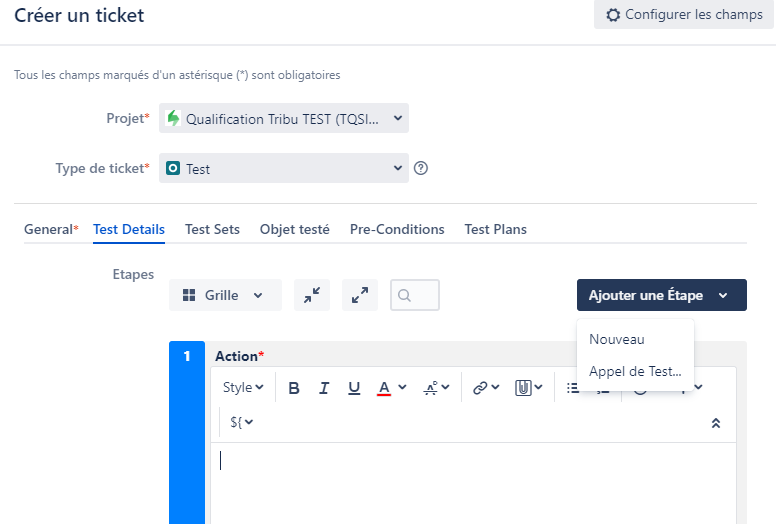 Créer un ticket
Configurer les champs
Tous les champs marqués d'un astérisque (*) sont obligatoires
Projet*
Qualification Tribu TEST (TQSI...
Type de ticket*
Test
General*
Test Details
Test Sets
Objet testé
Pre-Conditions
Test Plans
Etapes
Grille
Ajouter une Étape
Nouveau
Appel de Test...
1
Action*
Style
B
I
U
A
${